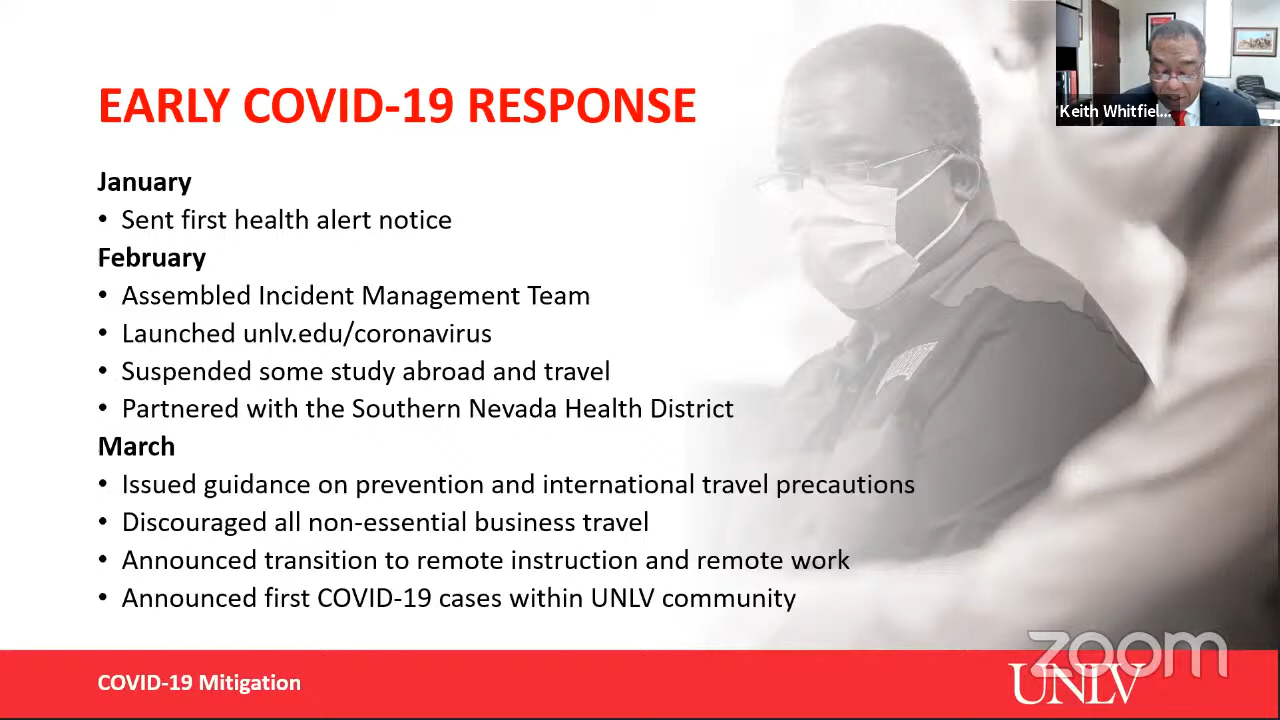 EARLY COVID-19 RESPONSE
Keith Whitfiel...
January
• Sent first health alert notice
February
• Assembled Incident Management Team
• Launched unlv.edu/coronavirus
• Suspended some study abroad and travel
• Partnered with the Southern Nevada Health District
March
• Issued guidance on prevention and international travel precautions
• Discouraged all non-essential business travel
• Announced transition to remote instruction and remote work
• Announced first COVID-19 cases within UNLV community
zoom
COVID-19 Mitigation
UNLV